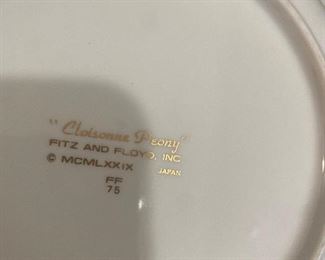 "Cloisonne Peony"
FITZ AND FLOYD, INC
© MCMLXXIX
JAPAN
FF
75